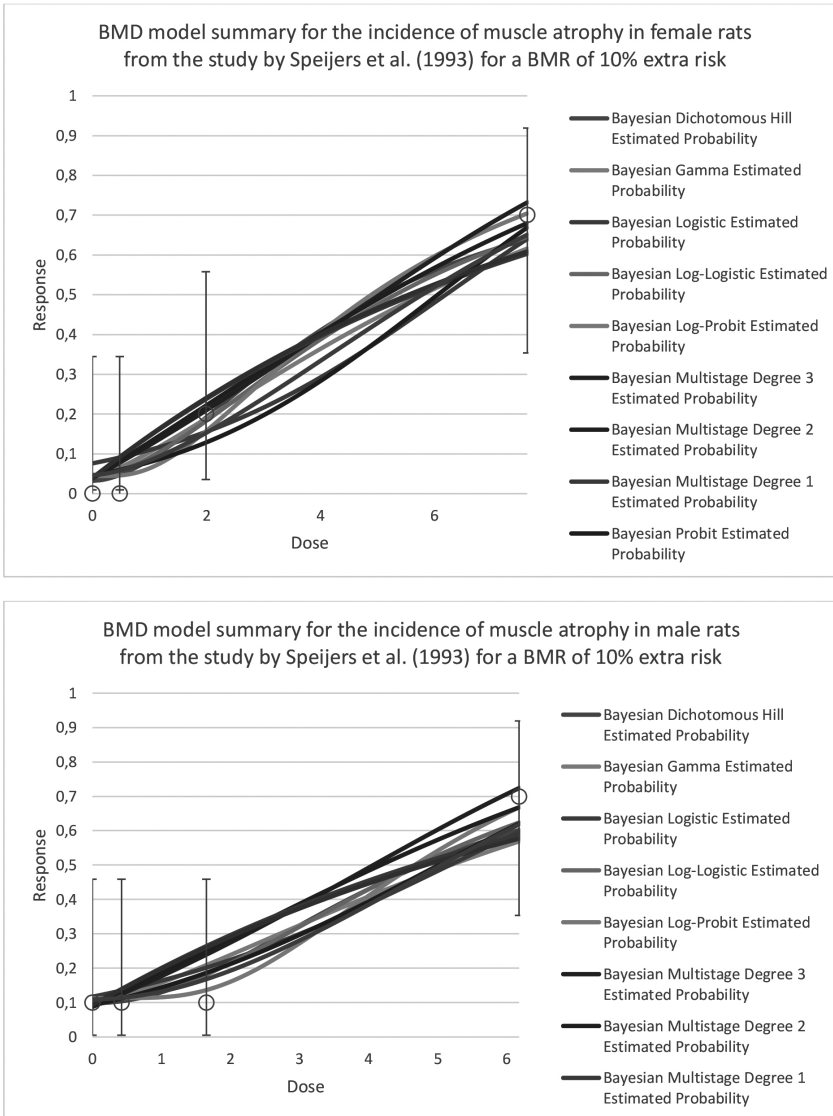 BMD model summary for the incidence of muscle atrophy in female rats
from the study by Speijers et al. (1993) for a BMR of 10% extra risk
1
0,9
0,8
0,7
0,6
0,5
0,4
0,3
0,2
0,1
0
Response
0 2 4 6
Dose
Bayesian Dichotomous Hill
Estimated Probability
Bayesian Gamma Estimated
Probability
Bayesian Logistic Estimated
Probability
Bayesian Log-Logistic Estimated
Probability
Bayesian Log-Probit Estimated
Probability
Bayesian Multistage Degree 3
Estimated Probability
Bayesian Multistage Degree 2
Estimated Probability
Bayesian Multistage Degree 1
Estimated Probability
Bayesian Probit Estimated
Probability
BMD model summary for the incidence of muscle atrophy in male rats
from the study by Speijers et al. (1993) for a BMR of 10% extra risk
1
0,9
0,8
0,7
0,6
0,5
0,4
0,3
0,2
0,1
0
Response
0 1 2 3 4 5 6
Dose
Bayesian Dichotomous Hill
Estimated Probability
Bayesian Gamma Estimated
Probability
Bayesian Logistic Estimated
Probability
Bayesian Log-Logistic Estimated
Probability
Bayesian Log-Probit Estimated
Probability
Bayesian Multistage Degree 3
Estimated Probability
Bayesian Multistage Degree 2
Estimated Probability
Bayesian Multistage Degree 1
Estimated Probability